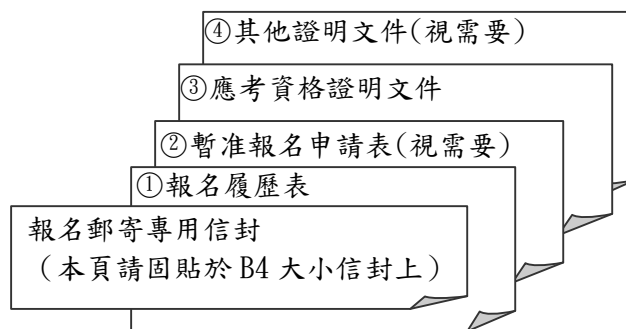 ④其他證明文件(視需要)
③應考資格證明文件
②暫准報名申請表(視需要)
①報名履歷表
報名郵寄專用信封
（本頁請固貼於 B4 大小信封上）